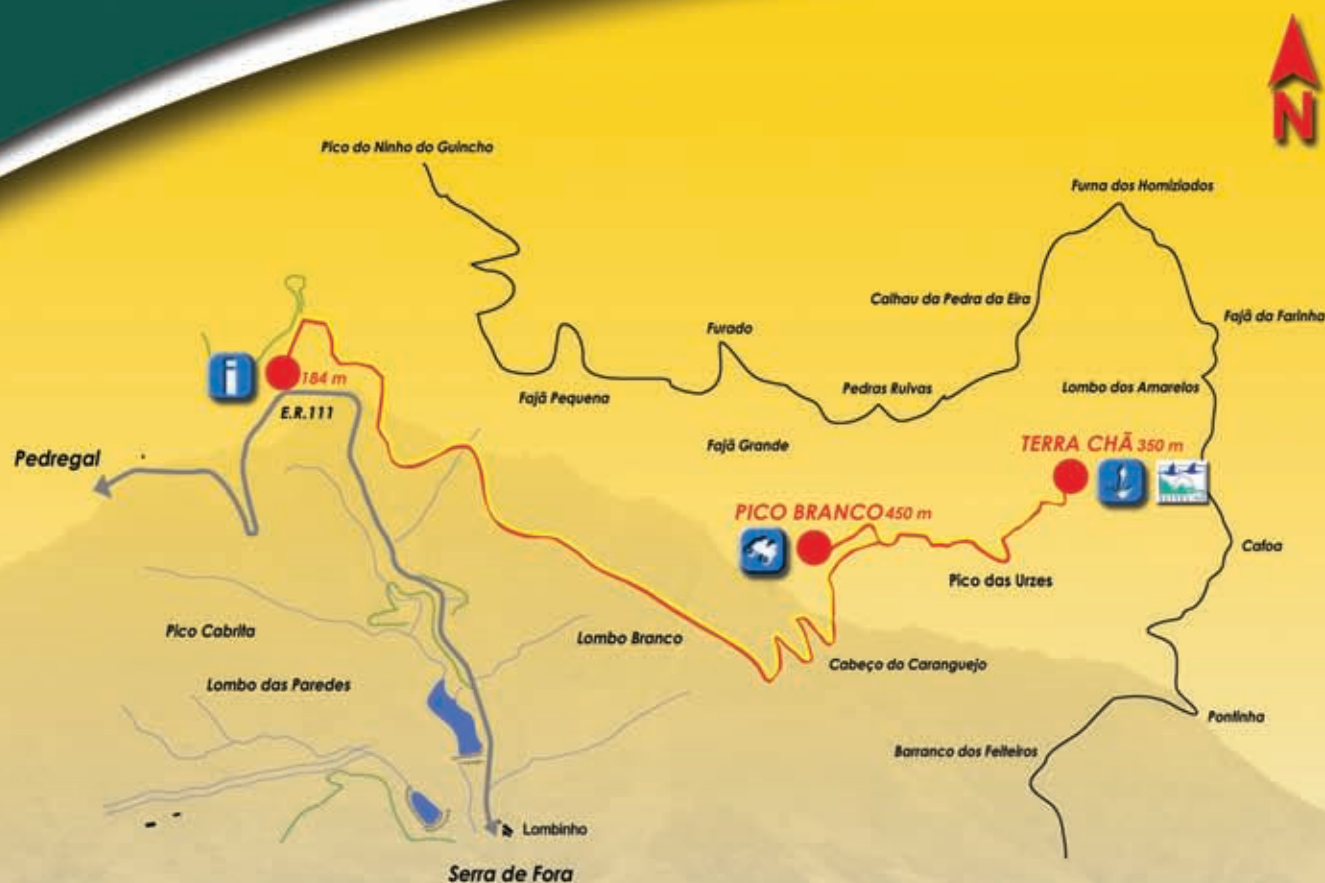 N
Pico do Ninho do Guincho
Furna dos Homiziados
Calhau da Pedra da Eira
Fajã da Farinha
Furado
i
184 m
Pedras Ruivas
Lombo dos Amarelos
Fajã Pequena
E.R.111
Fajã Grande
TERRA CHÃ 350 m
Pedregal
PICO BRANCO 450 m
Cafoa
Pico das Urzes
Pico Cabrita
Lombo Branco
Cabeço do Caranguejo
Lombo das Paredes
Pontinha
Barranco dos Feiteiros
Lombinho
Serra de Fora